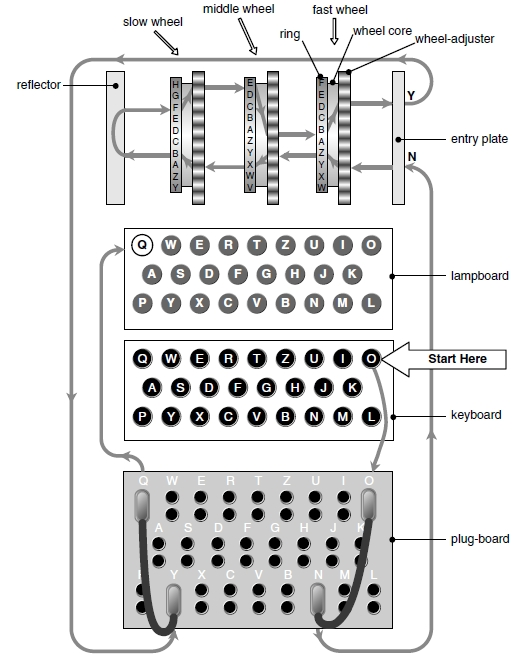 middle wheel
slow wheel
fast wheel
ring
wheel core
wheel-adjuster
reflector
H
G
F
E
D
C
B
A
Z
Y
E
D
C
B
A
Z
Y
X
W
V
F
E
D
C
B
A
Z
Y
X
W
Y
entry plate
N
Q W E R T Z U I O
A S D F G H J K
P Y X C V B N M L
lampboard
Q W E R T Z U I O
Start Here
A S D F G H J K
P Y X C V B N M L
keyboard
Q W E R T Z U I O
A S D F G H J K
plug-board
Y X C V B N M L